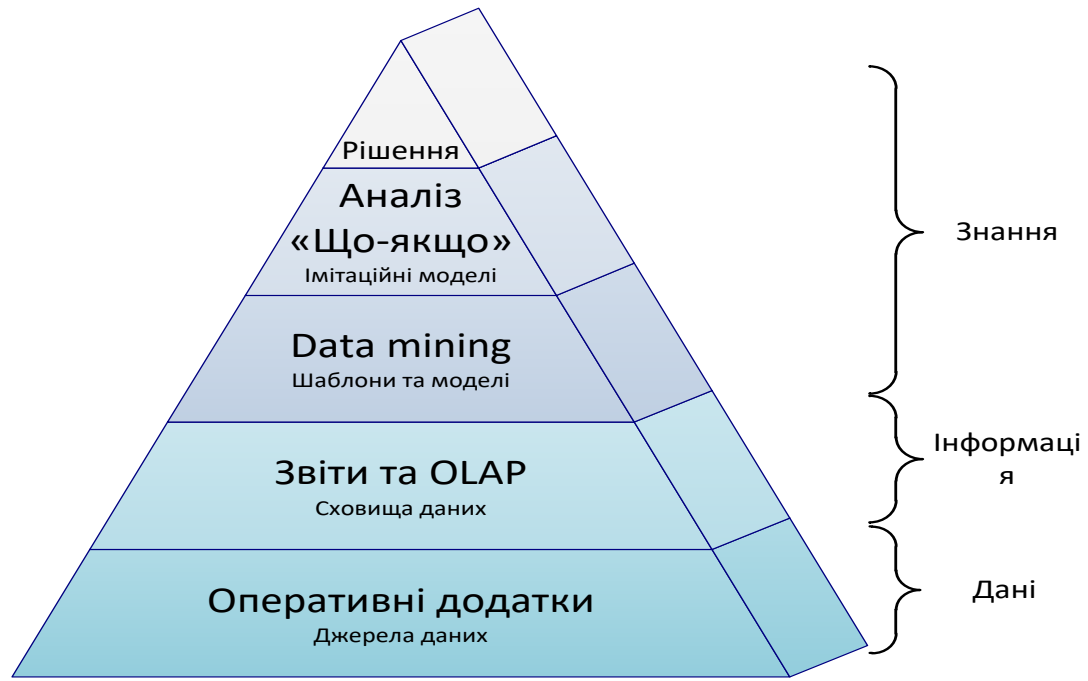 Рішення
Аналіз
«Що-якщо»
Імітаційні моделі
Data mining
Шаблони та моделі
Звіти та OLAP
Сховища даних
Оперативні додатки
Джерела даних
Знання
Інформаці
я
Дані